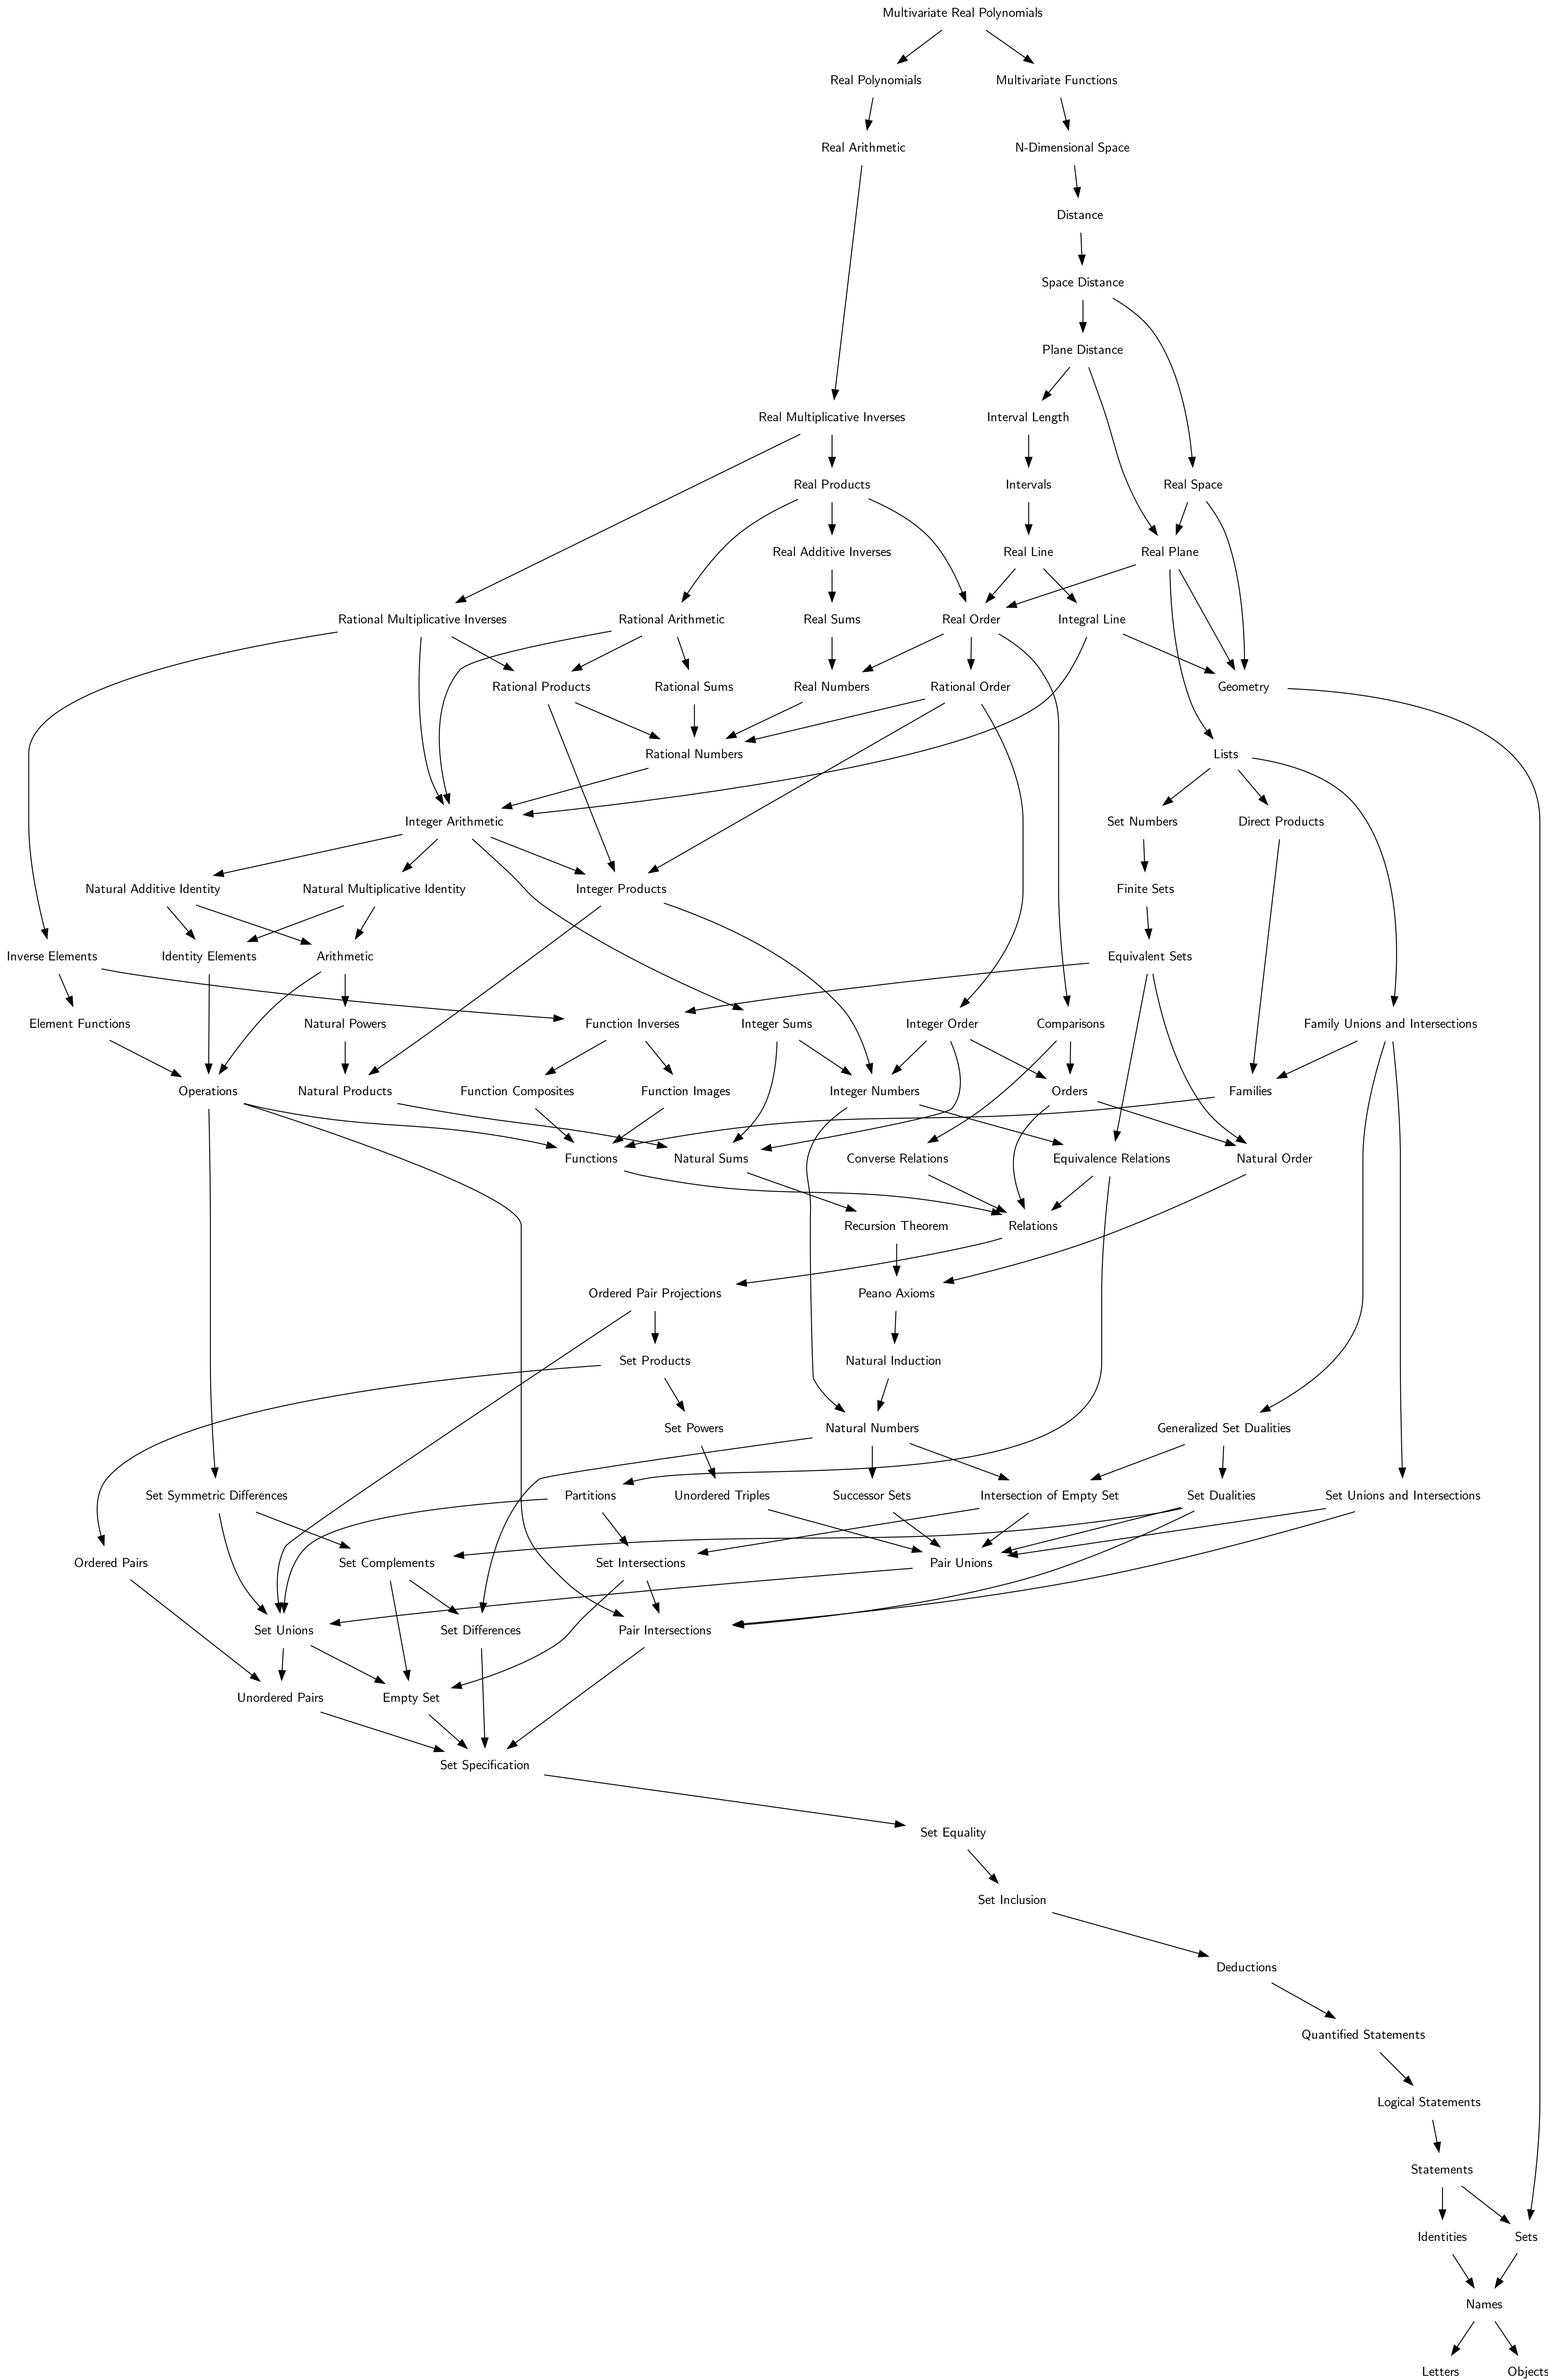 Multivariate Real Polynomials
Real Polynomials
Multivariate Functions
Real Arithmetic
N-Dimensional Space
Distance
Space Distance
Plane Distance
Real Multiplicative Inverses
Interval Length
Real Products
Intervals
Real Space
Real Additive Inverses
Real Line
Real Plane
Rational Multiplicative Inverses
Rational Arithmetic
Real Sums
Real Order
Integral Line
Rational Products
Rational Sums
Real Numbers
Rational Order
Geometry
Rational Numbers
Lists
Integer Arithmetic
Set Numbers
Direct Products
Natural Additive Identity
Natural Multiplicative Identity
Integer Products
Finite Sets
Inverse Elements
Identity Elements
Arithmetic
Equivalent Sets
Element Functions
Natural Powers
Function Inverses
Integer Sums
Integer Order
Comparisons
Family Unions and Intersections
Operations
Natural Products
Function Composites
Function Images
Integer Numbers
Orders
Families
Functions
Natural Sums
Converse Relations
Equivalence Relations
Natural Order
Recursion Theorem
Relations
Ordered Pair Projections
Peano Axioms
Set Products
Natural Induction
Set Powers
Natural Numbers
Generalized Set Dualities
Set Symmetric Differences
Partitions
Unordered Triples
Successor Sets
Intersection of Empty Set
Set Dualities
Set Unions and Intersections
Ordered Pairs
Set Complements
Set Intersections
Pair Unions
Set Unions
Set Differences
Pair Intersections
Unordered Pairs
Empty Set
Set Specification
Set Equality
Set Inclusion
Deductions
Quantified Statements
Logical Statements
Statements
Identities
Sets
Names
Letters
Objects